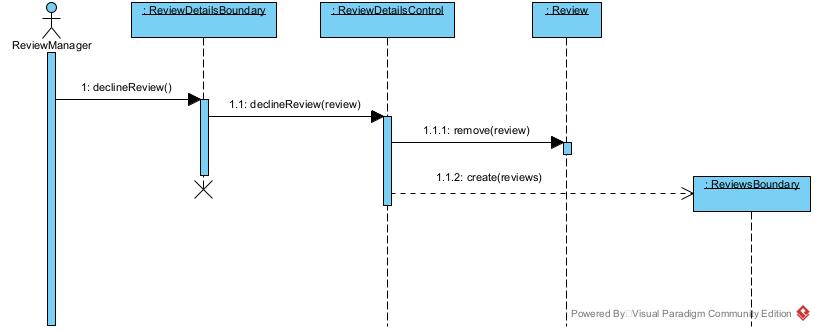 : ReviewDetailsBoundary
: ReviewDetailsControl
: Review
ReviewManager
1: declineReview()
1.1: declineReview(review)
1.1.1: remove(review)
1.1.2: create(reviews)
: ReviewsBoundary
Powered By Visual Paradigm Community Edition